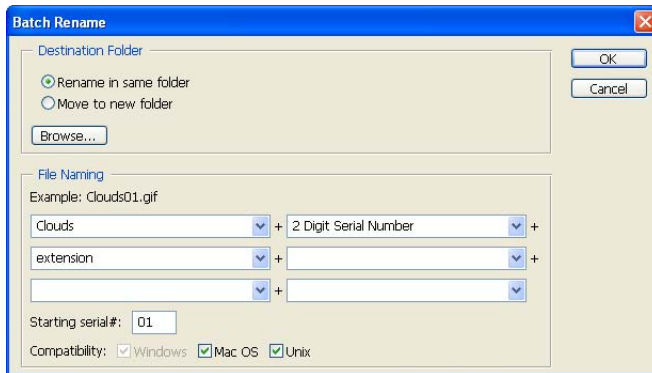 Batch Rename
Destination Folder
Rename in same folder
Move to new folder
Browse...
OK
Cancel
File Naming
Example: Clouds01.gif
Clouds + 2 Digit Serial Number +
extension + +
+
Starting serial#: 01
Compatibility: Windows Mac OS Unix